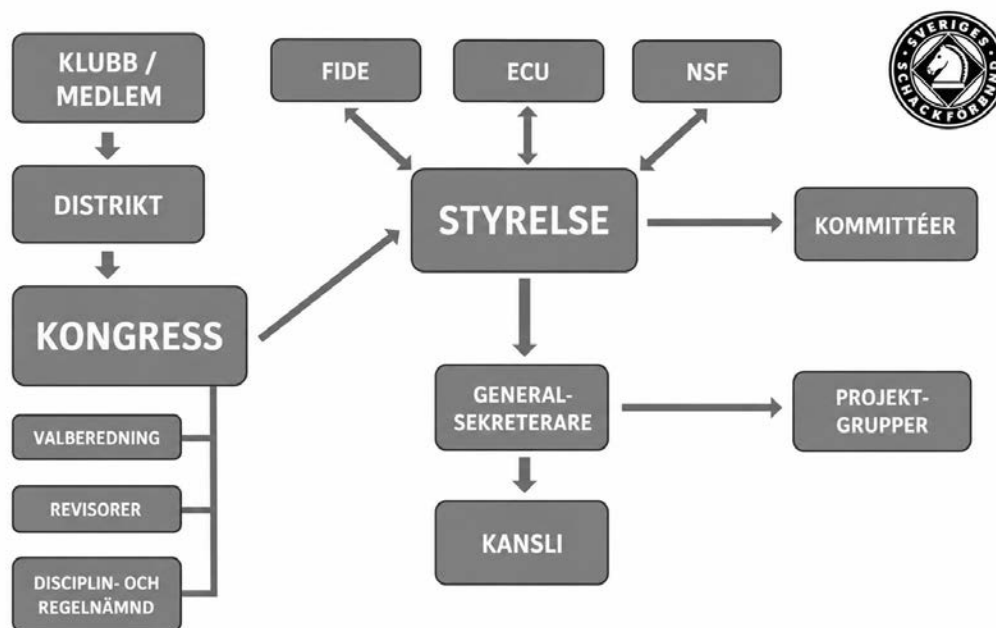 KLUBB /
MEDLEM
DISTRIKT
KONGRESS
VALBEREDNING
REVISORER
DISCIPLIN- OCH
REGELNÄMND
FIDE
ECU
NSF
STYRELSE
KOMMITTÉER
GENERAL-
SEKRETERARE
PROJEKT-
GRUPPER
KANSLI
SVERIGES
SCHACKFÖRBNND